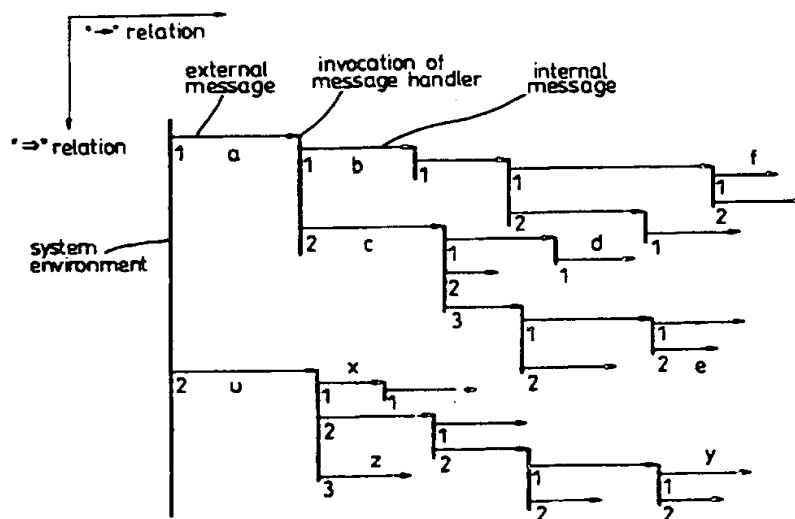 "→" relation
external message
invocation of message handler
internal message
"⇒" relation
1 a
1 b
1
1
f
1
2
2
1
2 c
1
d
1
system environment
2
3
1
1
2 e
2
2 u
x
1
1
2
1
z
2
3
y
1
1
2
2